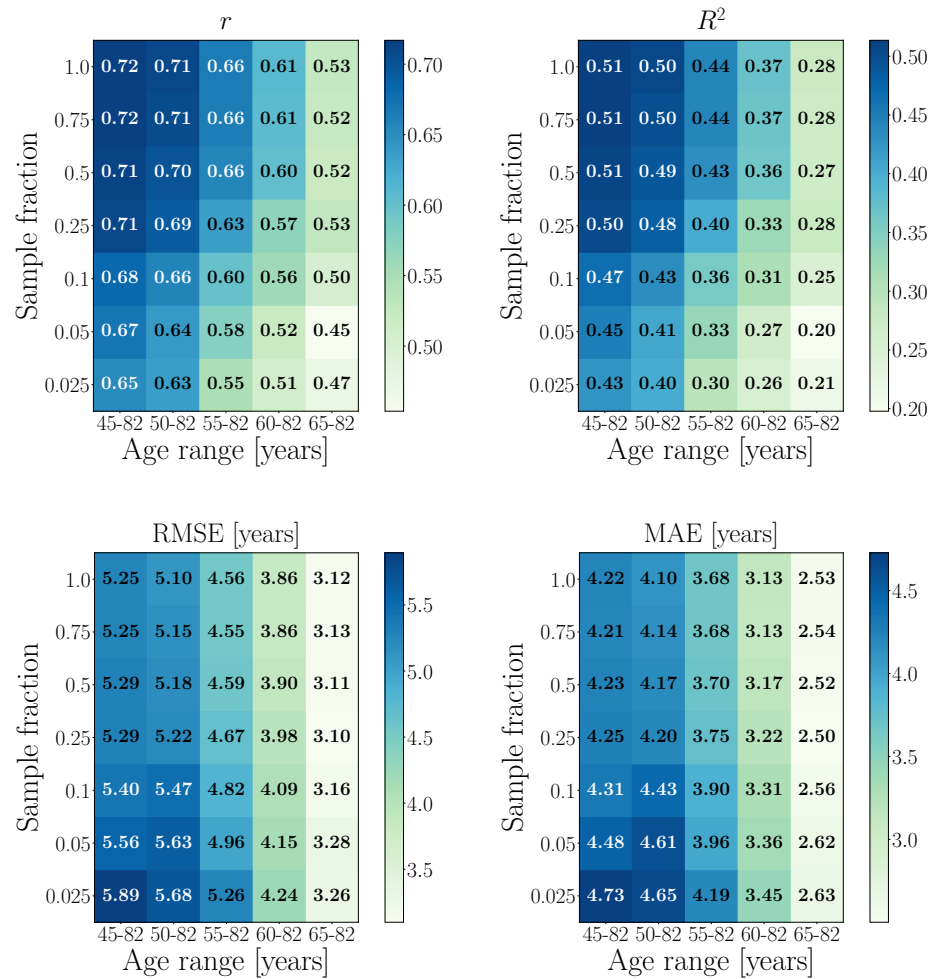 r
1.0 0.72 0.71 0.66 0.61 0.53
0.75 0.72 0.71 0.66 0.61 0.52
0.5 0.71 0.70 0.66 0.60 0.52
0.25 0.71 0.69 0.63 0.57 0.53
0.1 0.68 0.66 0.60 0.56 0.50
0.05 0.67 0.64 0.58 0.52 0.45
0.025 0.65 0.63 0.55 0.51 0.47
45-82 50-82 55-82 60-82 65-82
Age range [years]
Sample fraction
0.70
0.65
0.60
0.55
0.50
R²
1.0 0.51 0.50 0.44 0.37 0.28
0.75 0.51 0.50 0.44 0.37 0.28
0.5 0.51 0.49 0.43 0.36 0.27
0.25 0.50 0.48 0.40 0.33 0.28
0.1 0.47 0.43 0.36 0.31 0.25
0.05 0.45 0.41 0.33 0.27 0.20
0.025 0.43 0.40 0.30 0.26 0.21
45-82 50-82 55-82 60-82 65-82
Age range [years]
Sample fraction
0.50
0.45
0.40
0.35
0.30
0.25
0.20
RMSE [years]
1.0 5.25 5.10 4.56 3.86 3.12
0.75 5.25 5.15 4.55 3.86 3.13
0.5 5.29 5.18 4.59 3.90 3.11
0.25 5.29 5.22 4.67 3.98 3.10
0.1 5.40 5.47 4.82 4.09 3.16
0.05 5.56 5.63 4.96 4.15 3.28
0.025 5.89 5.68 5.26 4.24 3.26
45-82 50-82 55-82 60-82 65-82
Age range [years]
Sample fraction
5.5
5.0
4.5
4.0
3.5
MAE [years]
1.0 4.22 4.10 3.68 3.13 2.53
0.75 4.21 4.14 3.68 3.13 2.54
0.5 4.23 4.17 3.70 3.17 2.52
0.25 4.25 4.20 3.75 3.22 2.50
0.1 4.31 4.43 3.90 3.31 2.56
0.05 4.48 4.61 3.96 3.36 2.62
0.025 4.73 4.65 4.19 3.45 2.63
45-82 50-82 55-82 60-82 65-82
Age range [years]
Sample fraction
4.5
4.0
3.5
3.0